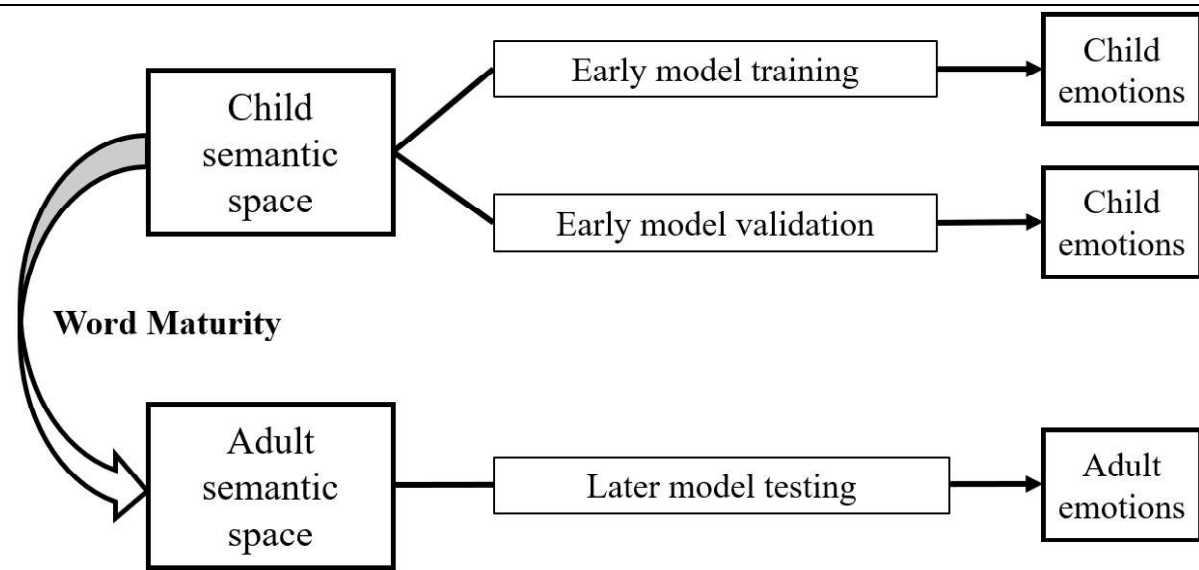 Child
semantic
space
Early model training
Child
emotions
Early model validation
Child
emotions
Word Maturity
Adult
semantic
space
Later model testing
Adult
emotions